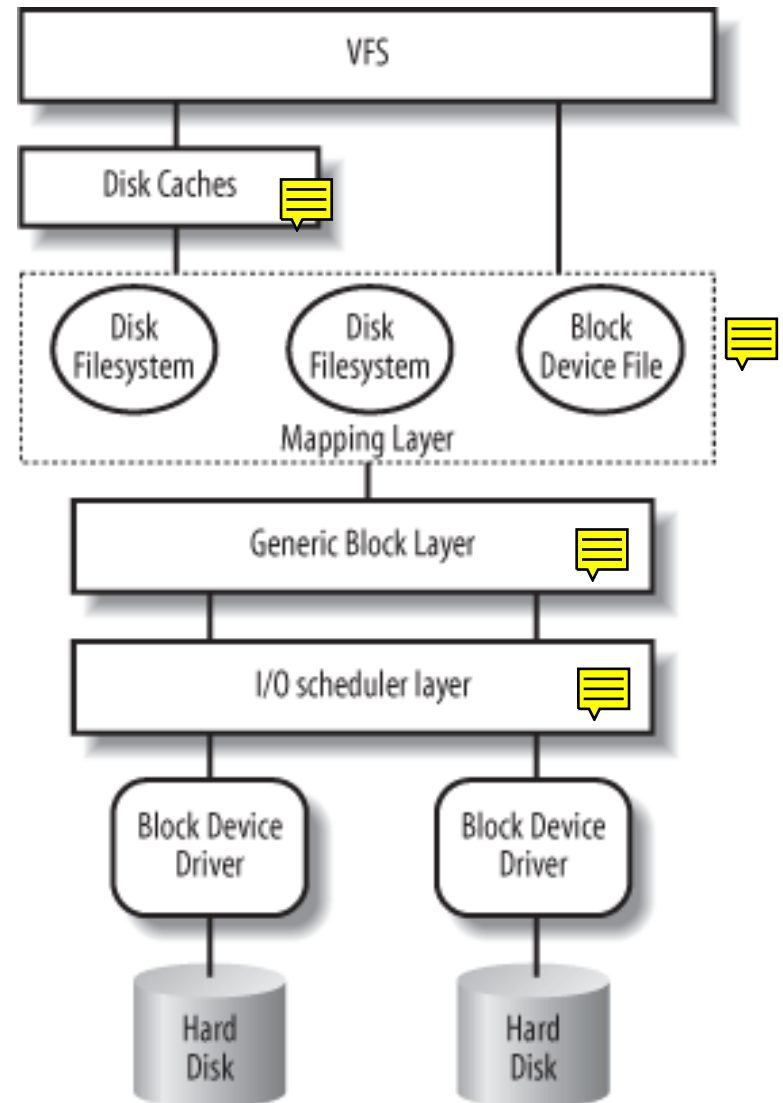 VFS
Disk Caches
Disk
Filesystem
Disk
Filesystem
Block
Device File
Mapping Layer
Generic Block Layer
I/O scheduler layer
Block Device
Driver
Block Device
Driver
Hard
Disk
Hard
Disk